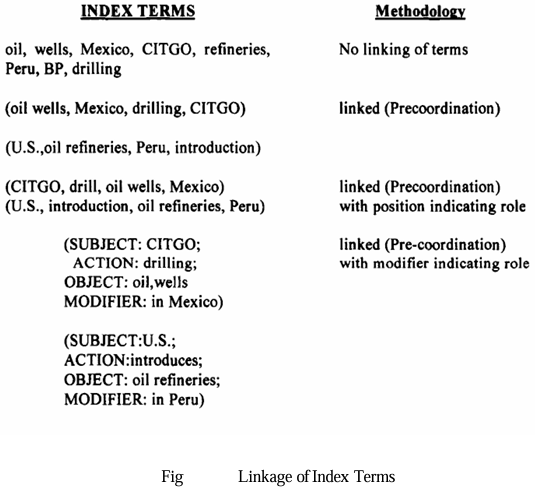 INDEX TERMS Methodology
oil, wells, Mexico, CITGO, refineries, No linking of terms
Peru, BP, drilling
(oil wells, Mexico, drilling, CITGO) linked (Precoordination)
(U.S.,oil refineries, Peru, introduction)
(CITGO, drill, oil wells, Mexico) linked (Precoordination)
(U.S., introduction, oil refineries, Peru) with position indicating role
(SUBJECT: CITGO; linked (Pre-coordination)
ACTION: drilling; with modifier indicating role
OBJECT: oil,wells
MODIFIER: in Mexico)
(SUBJECT:U.S.;
ACTION:introduces;
OBJECT: oil refineries;
MODIFIER: in Peru)
Fig Linkage of Index Terms